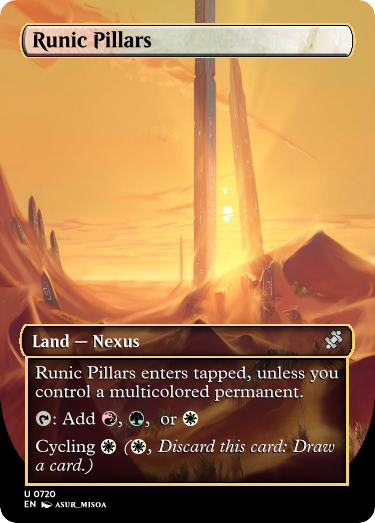 Runic Pillars
Land — Nexus
Runic Pillars enters tapped, unless you
control a multicolored permanent.
: Add , , or
Cycling (, Discard this card: Draw
a card.)
U 0720
EN ASUR_MISOA